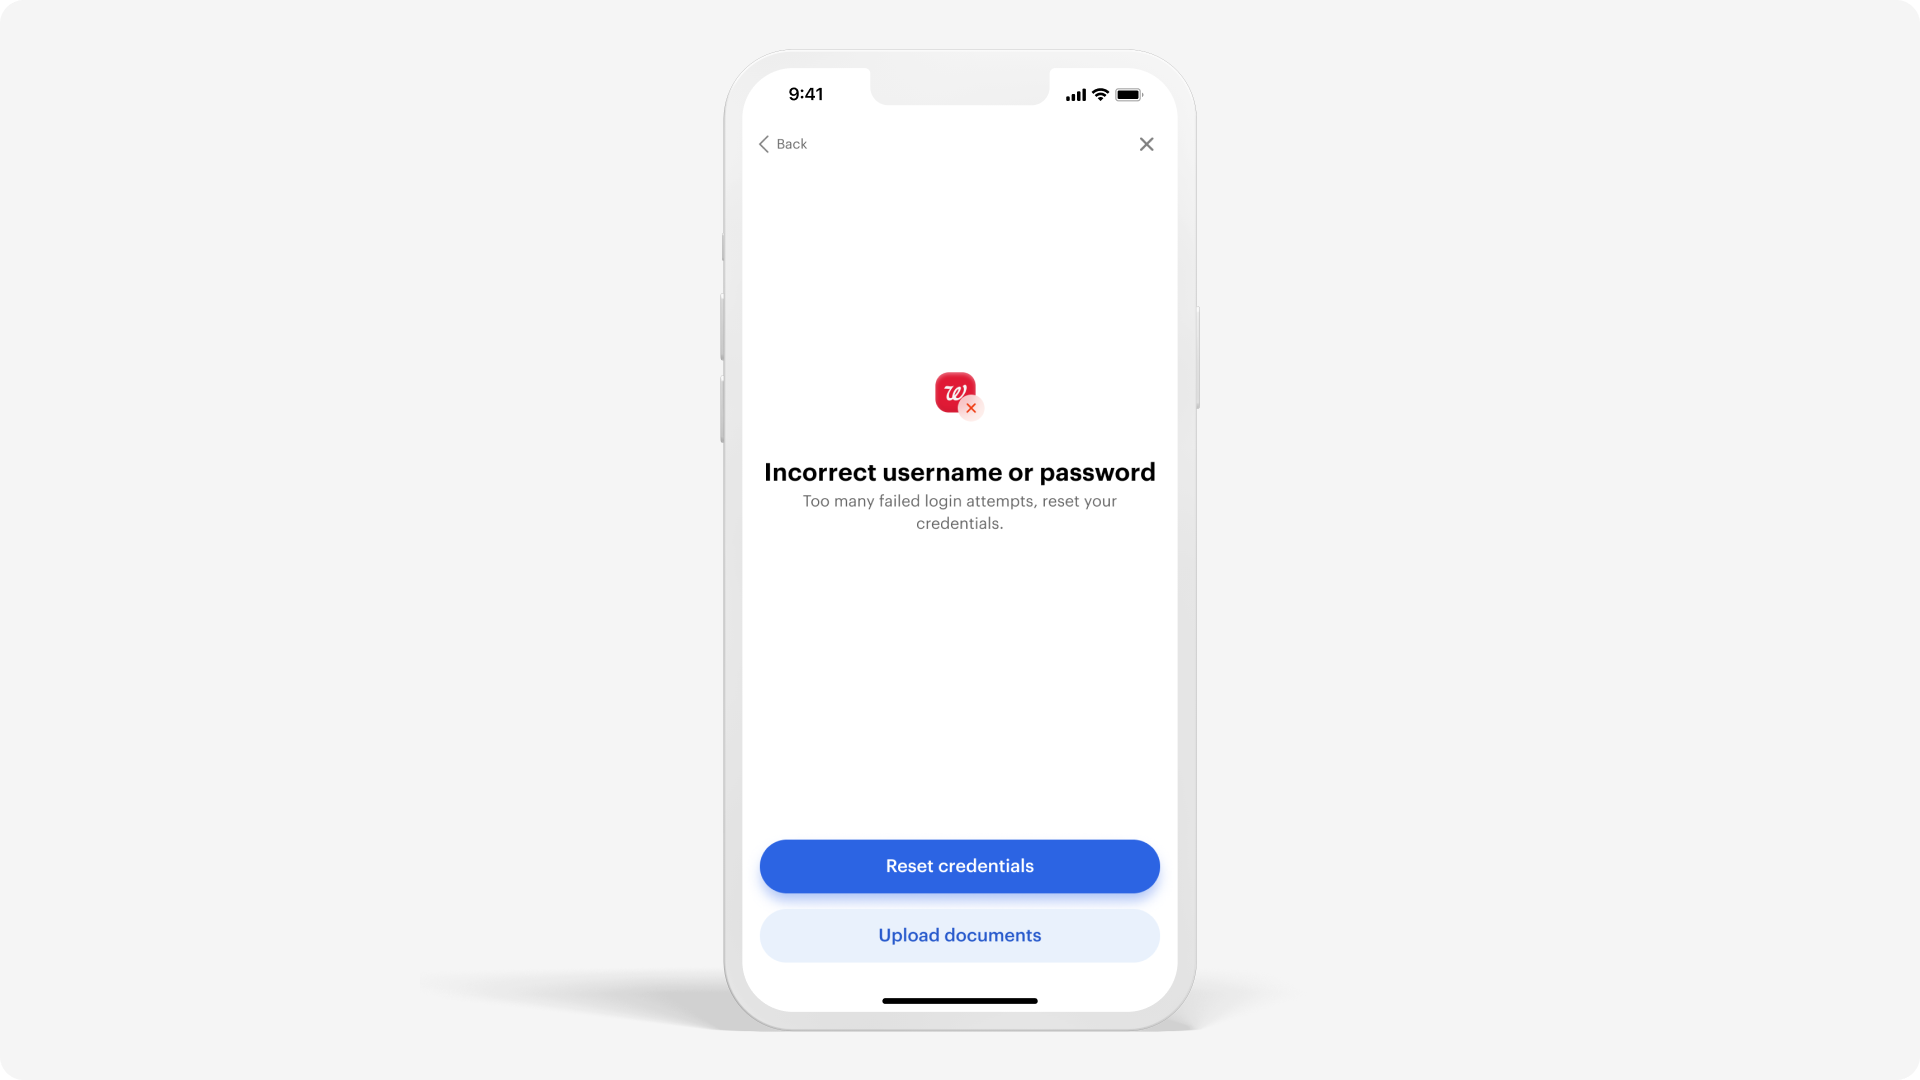 9:41
Back
w
Incorrect username or password
Too many failed login attempts, reset your
credentials.
Reset credentials
Upload documents